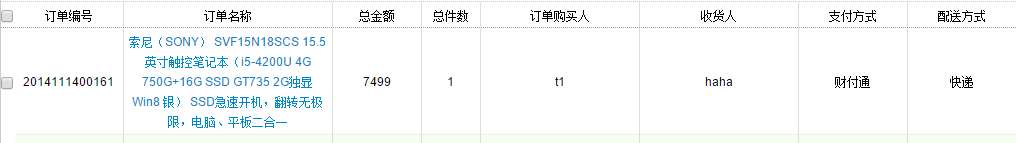 订单编号 订单名称 总金额 总件数 订单购买人 收货人 支付方式 配送方式
索尼（SONY） SVF15N18SCS 15.5
英寸触控笔记本（i5-4200U 4G
2014111400161 750G+16G SSD GT735 2G独显 7499 1 t1 haha 财付通 快递
Win8 银） SSD急速开机，翻转无极
限，电脑、平板二合一